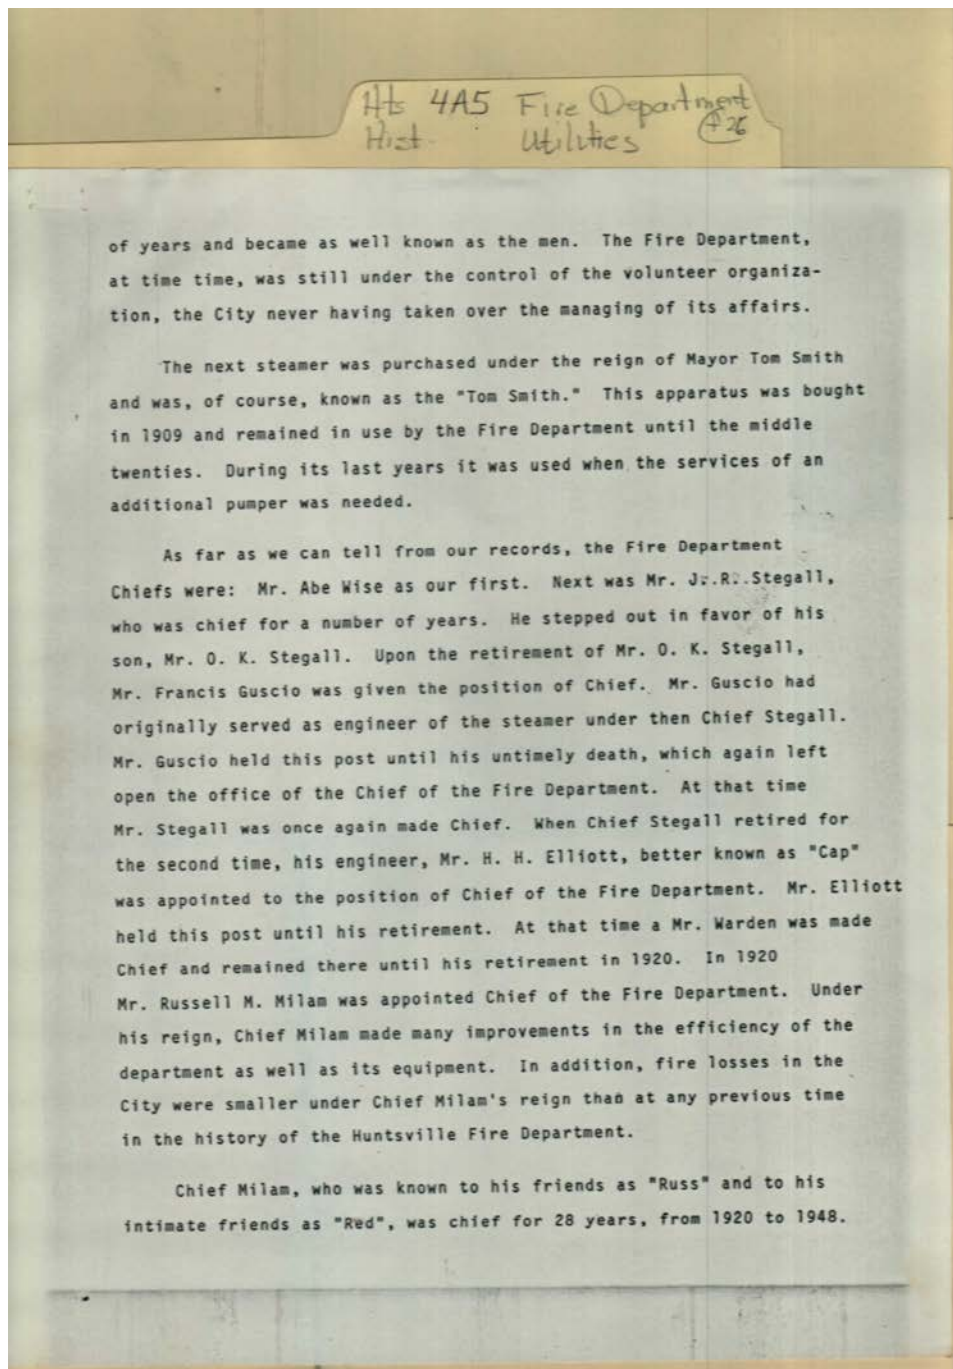 Hts 4A5 Fire Department
Hist. Utilities + 26
of years and became as well known as the men. The Fire Department,
at time time, was still under the control of the volunteer organiza-
tion, the City never having taken over the managing of its affairs.
The next steamer was purchased under the reign of Mayor Tom Smith
and was, of course, known as the "Tom Smith." This apparatus was bought
in 1909 and remained in use by the Fire Department until the middle
twenties. During its last years it was used when the services of an
additional pumper was needed.
As far as we can tell from our records, the Fire Department
Chiefs were: Mr. Abe Wise as our first. Next was Mr. J. R. Stegall,
who was chief for a number of years. He stepped out in favor of his
son, Mr. O. K. Stegall. Upon the retirement of Mr. O. K. Stegall,
Mr. Francis Guscio was given the position of Chief. Mr. Guscio had
originally served as engineer of the steamer under then Chief Stegall.
Mr. Guscio held this post until his untimely death, which again left
open the office of the Chief of the Fire Department. At that time
Mr. Stegall was once again made Chief. When Chief Stegall retired for
the second time, his engineer, Mr. H. H. Elliott, better known as "Cap"
was appointed to the position of Chief of the Fire Department. Mr. Elliott
held this post until his retirement. At that time a Mr. Warden was made
Chief and remained there until his retirement in 1920. In 1920
Mr. Russell M. Milam was appointed Chief of the Fire Department. Under
his reign, Chief Milam made many improvements in the efficiency of the
department as well as its equipment. In addition, fire losses in the
City were smaller under Chief Milam's reign than at any previous time
in the history of the Huntsville Fire Department.
Chief Milam, who was known to his friends as "Russ" and to his
intimate friends as "Red", was chief for 28 years, from 1920 to 1948.